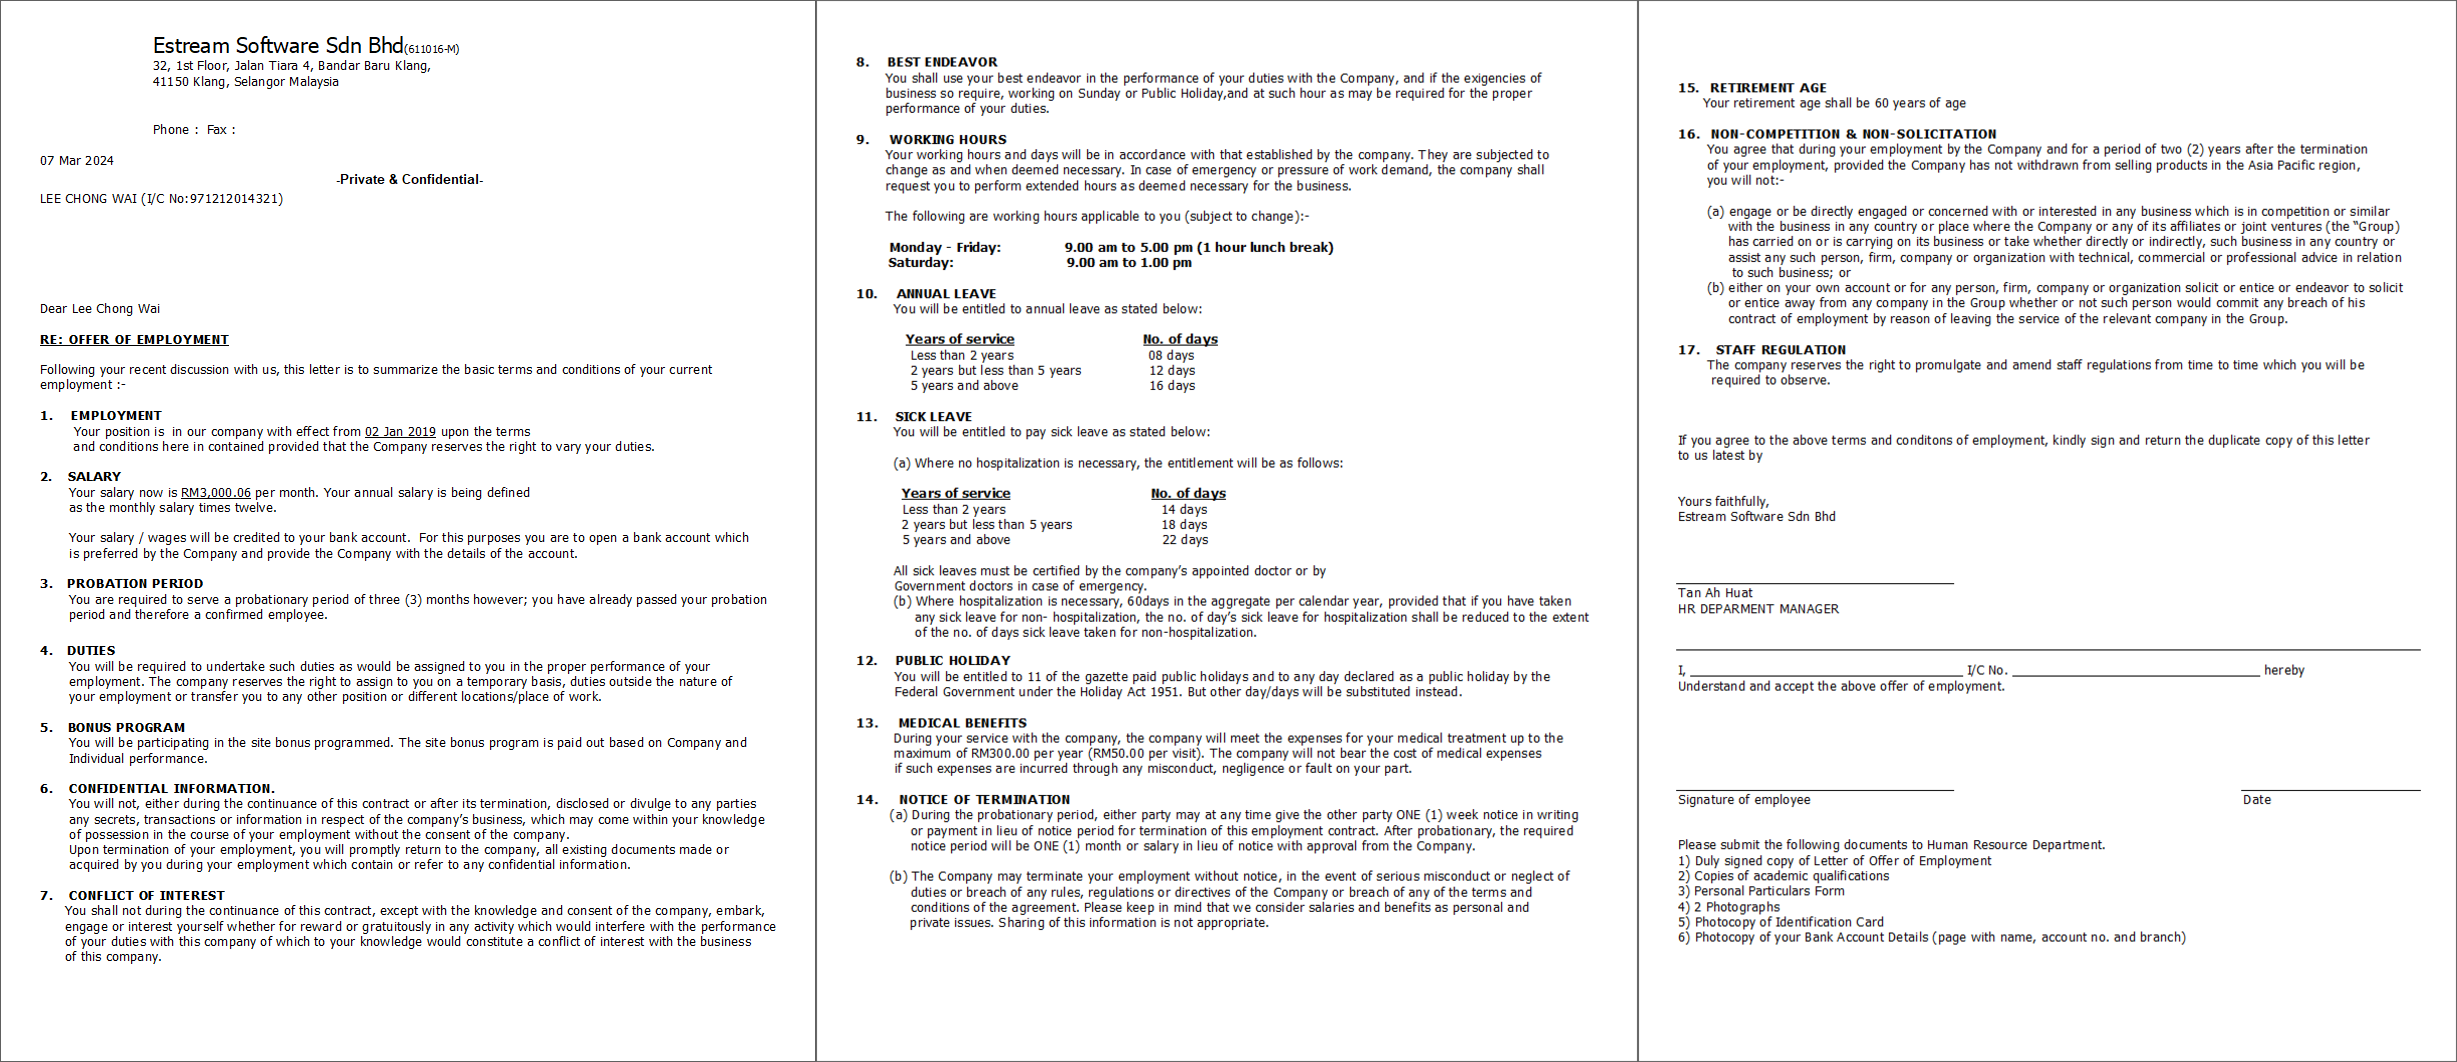 Estream Software Sdn Bhd(611016-M)
32, 1st Floor, Jalan Tiara 4, Bandar Baru Klang,
41150 Klang, Selangor Malaysia
Phone :  Fax :
07 Mar 2024
-Private & Confidential-
LEE CHONG WAI (I/C No:971212014321)
Dear Lee Chong Wai
RE: OFFER OF EMPLOYMENT
Following your recent discussion with us, this letter is to summarize the basic terms and conditions of your current
employment :-
1. EMPLOYMENT
Your position is  in our company with effect from 02 Jan 2019 upon the terms
and conditions here in contained provided that the Company reserves the right to vary your duties.
2. SALARY
Your salary now is RM3,000.06 per month. Your annual salary is being defined
as the monthly salary times twelve.
Your salary / wages will be credited to your bank account.  For this purposes you are to open a bank account which
is preferred by the Company and provide the Company with the details of the account.
3. PROBATION PERIOD
You are required to serve a probationary period of three (3) months however; you have already passed your probation
period and therefore a confirmed employee.
4. DUTIES
You will be required to undertake such duties as would be assigned to you in the proper performance of your
employment. The company reserves the right to assign to you on a temporary basis, duties outside the nature of
your employment or transfer you to any other position or different locations/place of work.
5. BONUS PROGRAM
You will be participating in the site bonus programmed. The site bonus program is paid out based on Company and
Individual performance.
6. CONFIDENTIAL INFORMATION.
You will not, either during the continuance of this contract or after its termination, disclosed or divulge to any parties
any secrets, transactions or information in respect of the company's business, which may come within your knowledge
of possession in the course of your employment without the consent of the company.
Upon termination of your employment, you will promptly return to the company, all existing documents made or
acquired by you during your employment which contain or refer to any confidential information.
7. CONFLICT OF INTEREST
You shall not during the continuance of this contract, except with the knowledge and consent of the company, embark,
engage or interest yourself whether for reward or gratuitously in any activity which would interfere with the performance
of your duties with this company of which to your knowledge would constitute a conflict of interest with the business
of this company.
8. BEST ENDEAVOR
You shall use your best endeavor in the performance of your duties with the Company, and if the exigencies of
business so require, working on Sunday or Public Holiday,and at such hour as may be required for the proper
performance of your duties.
9. WORKING HOURS
Your working hours and days will be in accordance with that established by the company. They are subjected to
change as and when deemed necessary. In case of emergency or pressure of work demand, the company shall
request you to perform extended hours as deemed necessary for the business.
The following are working hours applicable to you (subject to change):-
Monday - Friday: 9.00 am to 5.00 pm (1 hour lunch break)
Saturday: 9.00 am to 1.00 pm
10. ANNUAL LEAVE
You will be entitled to annual leave as stated below:
Years of service No. of days
Less than 2 years 08 days
2 years but less than 5 years 12 days
5 years and above 16 days
11. SICK LEAVE
You will be entitled to pay sick leave as stated below:
(a) Where no hospitalization is necessary, the entitlement will be as follows:
Years of service No. of days
Less than 2 years 14 days
2 years but less than 5 years 18 days
5 years and above 22 days
All sick leaves must be certified by the company's appointed doctor or by
Government doctors in case of emergency.
(b) Where hospitalization is necessary, 60days in the aggregate per calendar year, provided that if you have taken
any sick leave for non- hospitalization, the no. of day's sick leave for hospitalization shall be reduced to the extent
of the no. of days sick leave taken for non-hospitalization.
12. PUBLIC HOLIDAY
You will be entitled to 11 of the gazette paid public holidays and to any day declared as a public holiday by the
Federal Government under the Holiday Act 1951. But other day/days will be substituted instead.
13. MEDICAL BENEFITS
During your service with the company, the company will meet the expenses for your medical treatment up to the
maximum of RM300.00 per year (RM50.00 per visit). The company will not bear the cost of medical expenses
if such expenses are incurred through any misconduct, negligence or fault on your part.
14. NOTICE OF TERMINATION
(a) During the probationary period, either party may at any time give the other party ONE (1) week notice in writing
or payment in lieu of notice period for termination of this employment contract. After probationary, the required
notice period will be ONE (1) month or salary in lieu of notice with approval from the Company.
(b) The Company may terminate your employment without notice, in the event of serious misconduct or neglect of
duties or breach of any rules, regulations or directives of the Company or breach of any of the terms and
conditions of the agreement. Please keep in mind that we consider salaries and benefits as personal and
private issues. Sharing of this information is not appropriate.
15. RETIREMENT AGE
Your retirement age shall be 60 years of age
16. NON-COMPETITION & NON-SOLICITATION
You agree that during your employment by the Company and for a period of two (2) years after the termination
of your employment, provided the Company has not withdrawn from selling products in the Asia Pacific region,
you will not:-
(a) engage or be directly engaged or concerned with or interested in any business which is in competition or similar
with the business in any country or place where the Company or any of its affiliates or joint ventures (the “Group)
has carried on or is carrying on its business or take whether directly or indirectly, such business in any country or
assist any such person, firm, company or organization with technical, commercial or professional advice in relation
to such business; or
(b) either on your own account or for any person, firm, company or organization solicit or entice or endeavor to solicit
or entice away from any company in the Group whether or not such person would commit any breach of his
contract of employment by reason of leaving the service of the relevant company in the Group.
17. STAFF REGULATION
The company reserves the right to promulgate and amend staff regulations from time to time which you will be
required to observe.
If you agree to the above terms and conditons of employment, kindly sign and return the duplicate copy of this letter
to us latest by
Yours faithfully,
Estream Software Sdn Bhd
Tan Ah Huat
HR DEPARMENT MANAGER
I, ____________________ I/C No. ____________________ hereby
Understand and accept the above offer of employment.
Signature of employee Date
Please submit the following documents to Human Resource Department.
1) Duly signed copy of Letter of Offer of Employment
2) Copies of academic qualifications
3) Personal Particulars Form
4) 2 Photographs
5) Photocopy of Identification Card
6) Photocopy of your Bank Account Details (page with name, account no. and branch)